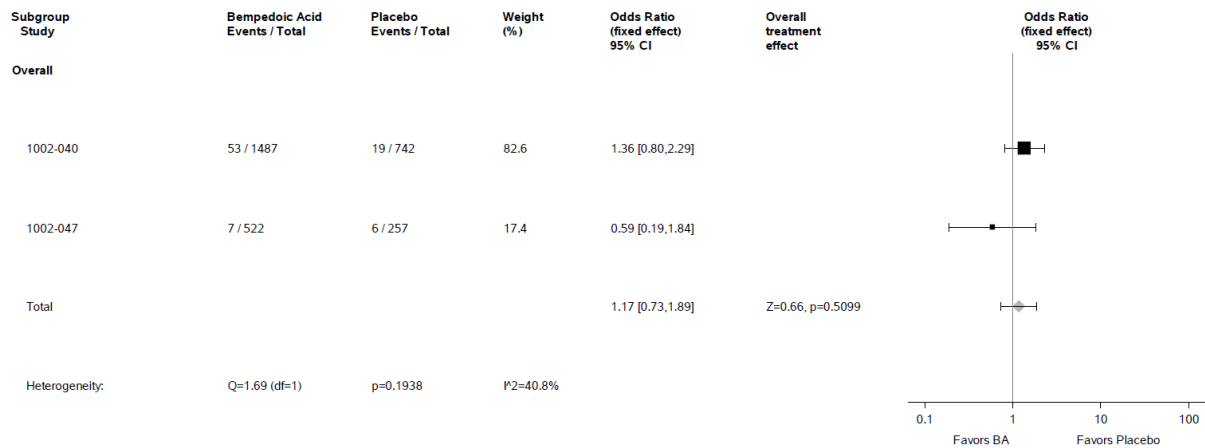 Subgroup Bempedoic Acid Placebo Weight Odds Ratio Overall Odds Ratio
Study Events / Total Events / Total (%) (fixed effect) treatment (fixed effect)
95% CI effect 95% CI
Overall
1002-040 53 / 1487 19 / 742 82.6 1.36 [0.80,2.29]
1002-047 7 / 522 6 / 257 17.4 0.59 [0.19,1.84]
Total 1.17 [0.73,1.89] Z=0.66, p=0.5099
Heterogeneity: Q=1.69 (df=1) p=0.1938 I^2=40.8%
0.1 1 10 100
Favors BA Favors Placebo